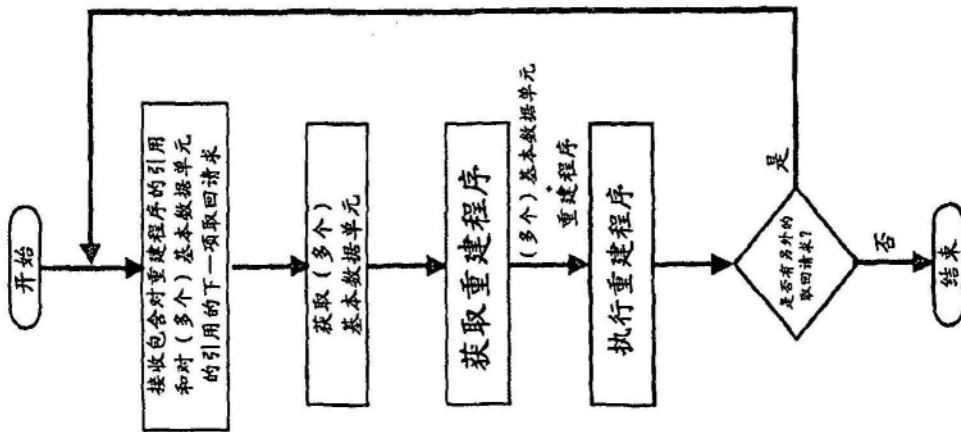 开始
接收包含对重建程序的引用
和对（多个）基本数据单元
的引用的下一项取回请求
获取（多个）
基本数据单元
获取重建程序
（多个）基本数据单元
+
重建程序
执行重建程序
是否有另外的
取回请求？
是
否
结束